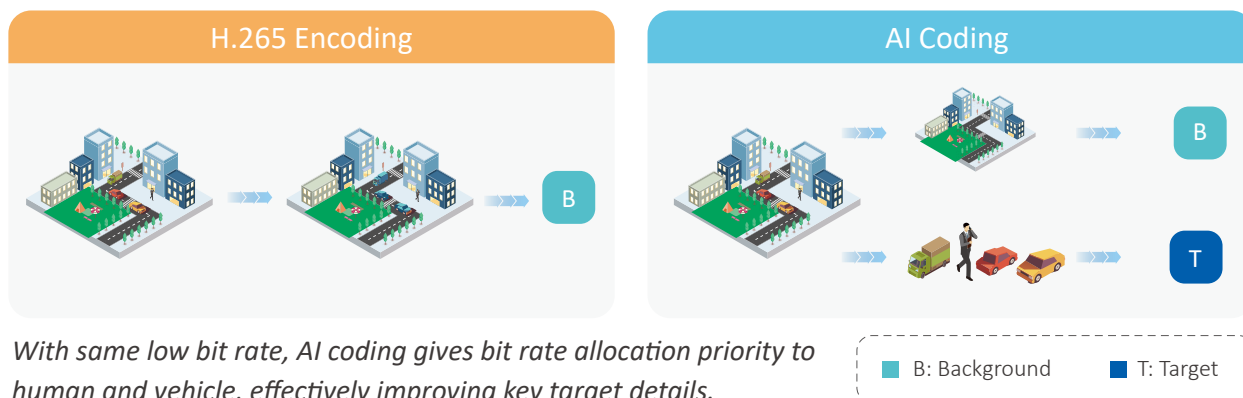 H.265 Encoding
AI Coding
B
B
T
With same low bit rate, AI coding gives bit rate allocation priority to
human and vehicle, effectively improving key target details.
B: Background
T: Target